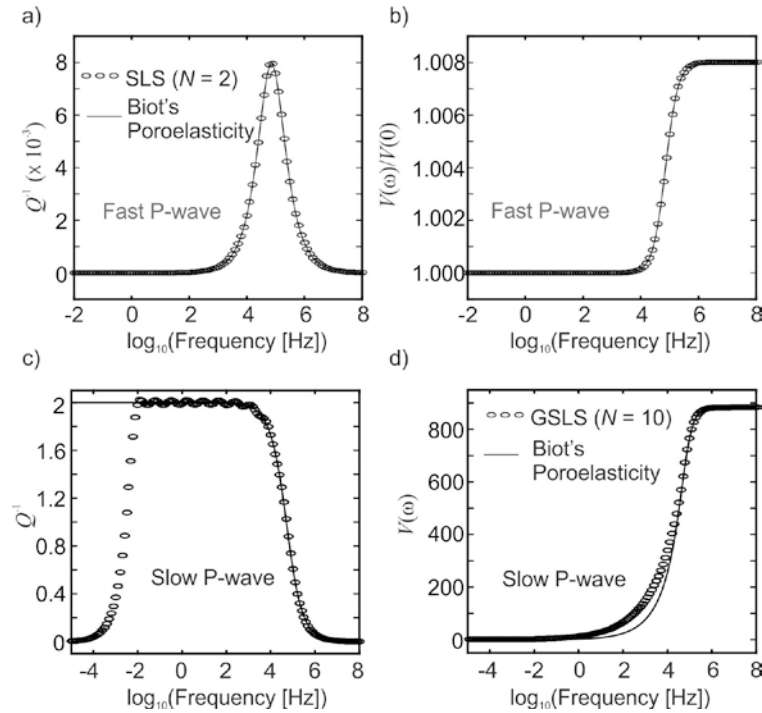 a)
8
6
4
2
0
Q⁻¹ (x 10⁻³)
SLS (N = 2)
Biot's
Poroelasticity
Fast P-wave
-2 0 2 4 6 8
log₁₀(Frequency [Hz])
b)
1.008
1.006
1.004
1.002
1.000
V(ω)/V(0)
Fast P-wave
-2 0 2 4 6 8
log₁₀(Frequency [Hz])
c)
2
1.6
1.2
0.8
0.4
0
Q⁻¹
Slow P-wave
-4 -2 0 2 4 6 8
log₁₀(Frequency [Hz])
d)
800
600
400
200
0
V(ω)
GSLS (N = 10)
Biot's
Poroelasticity
Slow P-wave
-4 -2 0 2 4 6 8
log₁₀(Frequency [Hz])